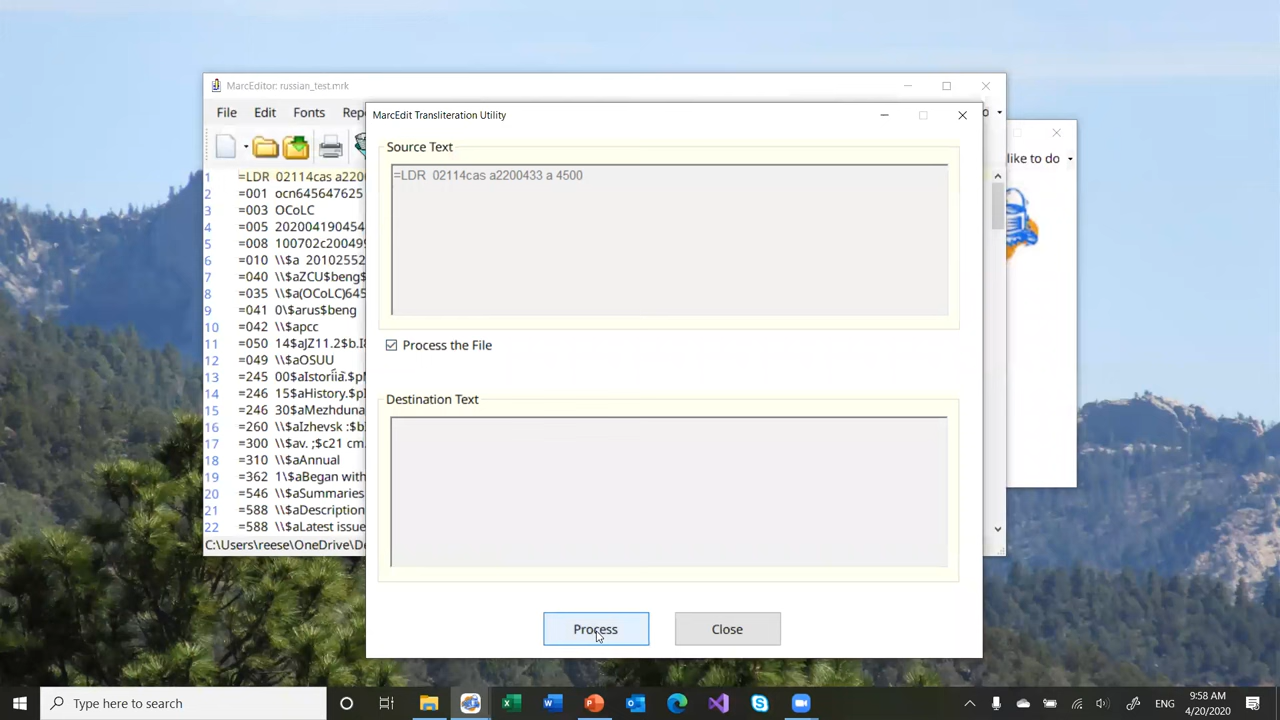 MarcEditor: russian_test.mrk
File Edit Fonts
like to do
1 =LDR 02114cas
2 =001 ocn645647625
3 =003 OCoLC
4 =005 202004190454
5 =008 100702c200499
6 =010 \\$a 20102552
7 =040 \\$aZCU$beng$
8 =035 \\$a(OCoLC)645
9 =041 0\$arus$beng
10 =042 \\$apcc
11 =050 14$aJZ11.2$b.I8
12 =049 \\$aOSUU
13 =245
14 =246 15$aHistory.$p
15 =246 30$aMezhduna
16 =260 \\$aIzhevsk :$b
17 =300 \\$av. ;$c21 cm.
18 =310 \\$aAnnual
19 =362 1\$aBegan with
20 =546 \\$aSummaries
21 =588 \\$aDescription
22 =588 \\$aLatest issue
C:\Users\reese\OneDrive\De
MarcEdit Transliteration Utility
Source Text
=LDR 02114cas a2200433 a 4500
Process the File
Destination Text
Process Close
Type here to search
9:58 AM
4/20/2020